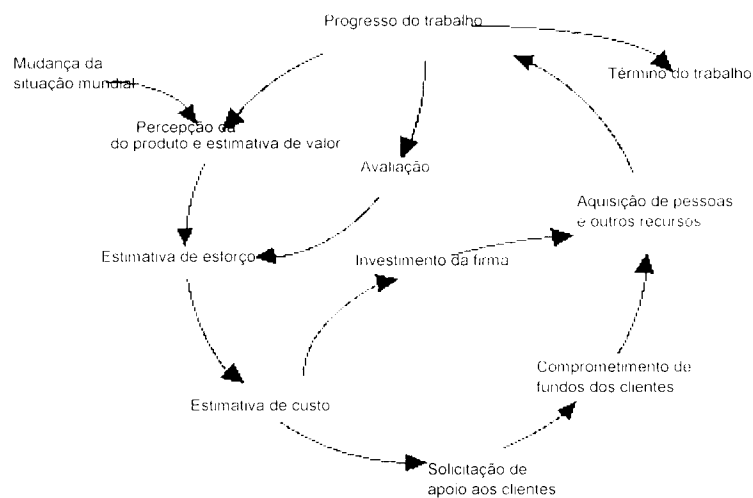 Progresso do trabalho
Mudança da
situação mundial
Término do trabalho
Percepção da
do produto e estimativa de valor
Avaliação
Aquisição de pessoas
e outros recursos
Estimativa de esforço
Investimento da firma
Comprometimento de
fundos dos clientes
Estimativa de custo
Solicitação de
apoio aos clientes